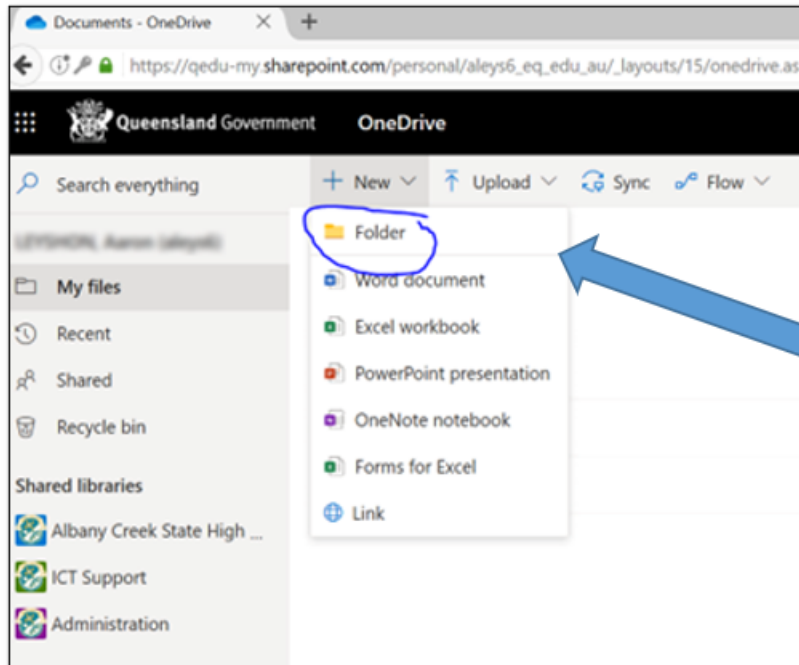 Documents - OneDrive
https://qedu-my.sharepoint.com/personal/aleys6_eq_edu_au/_layouts/15/onedrive.as
Queensland Government OneDrive
Search everything
New Upload Sync Flow
Folder
My files
Word document
Recent
Excel workbook
Shared
PowerPoint presentation
Recycle bin
OneNote notebook
Forms for Excel
Shared libraries
Link
Albany Creek State High ...
ICT Support
Administration